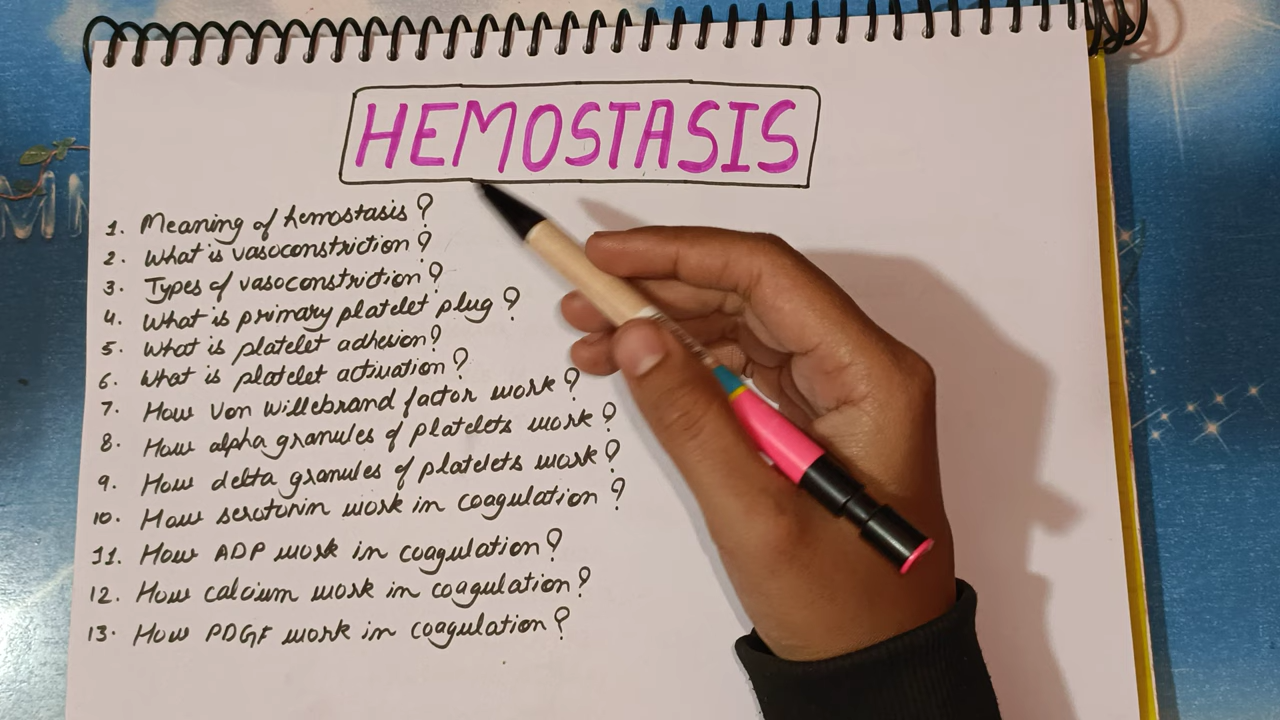 HEMOSTASIS
1. Meaning of hemostasis?
2. What is vasoconstriction?
3. Types of vasoconstriction?
4. What is primary platelet plug?
5. What is platelet adhesion?
6. What is platelet activation?
7. How Von Willebrand factor work?
8. How alpha granules of platelets work?
9. How delta granules of platelets work?
10. How serotonin work in coagulation?
11. How ADP work in coagulation?
12. How calcium work in coagulation?
13. How PDGF work in coagulation?